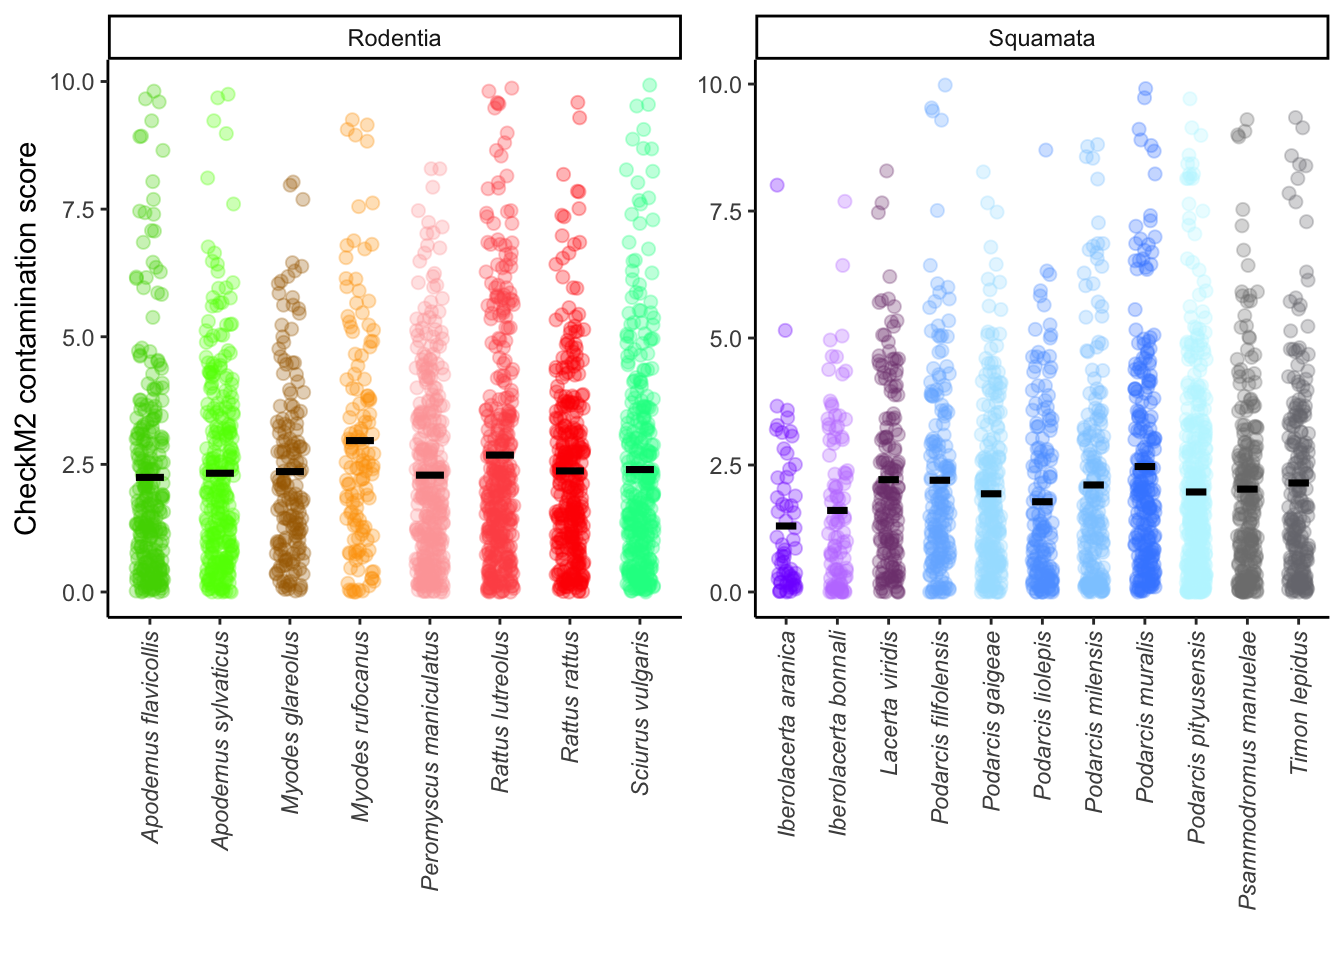 Rodentia
Squamata
CheckM2 contamination score
10.0
7.5
5.0
2.5
0.0
10.0
7.5
5.0
2.5
0.0
Apodemus flavicollis
Apodemus sylvaticus
Myodes glareolus
Myodes rufocanus
Peromyscus maniculatus
Rattus lutreolus
Rattus rattus
Sciurus vulgaris
Iberolacerta aranica
Iberolacerta bonnali
Lacerta viridis
Podarcis filfolensis
Podarcis gaigeae
Podarcis liolepis
Podarcis milensis
Podarcis muralis
Podarcis pityusensis
Psammodromus manuelae
Timon lepidus